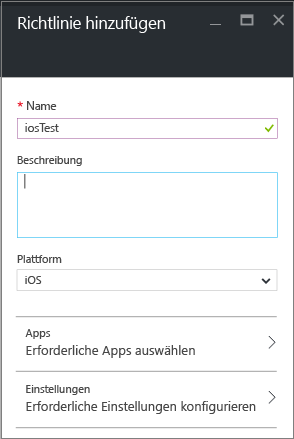 Richtlinie hinzufügen
* Name
iosTest
Beschreibung
Plattform
iOS
Apps
Erforderliche Apps auswählen
Einstellungen
Erforderliche Einstellungen konfigurieren